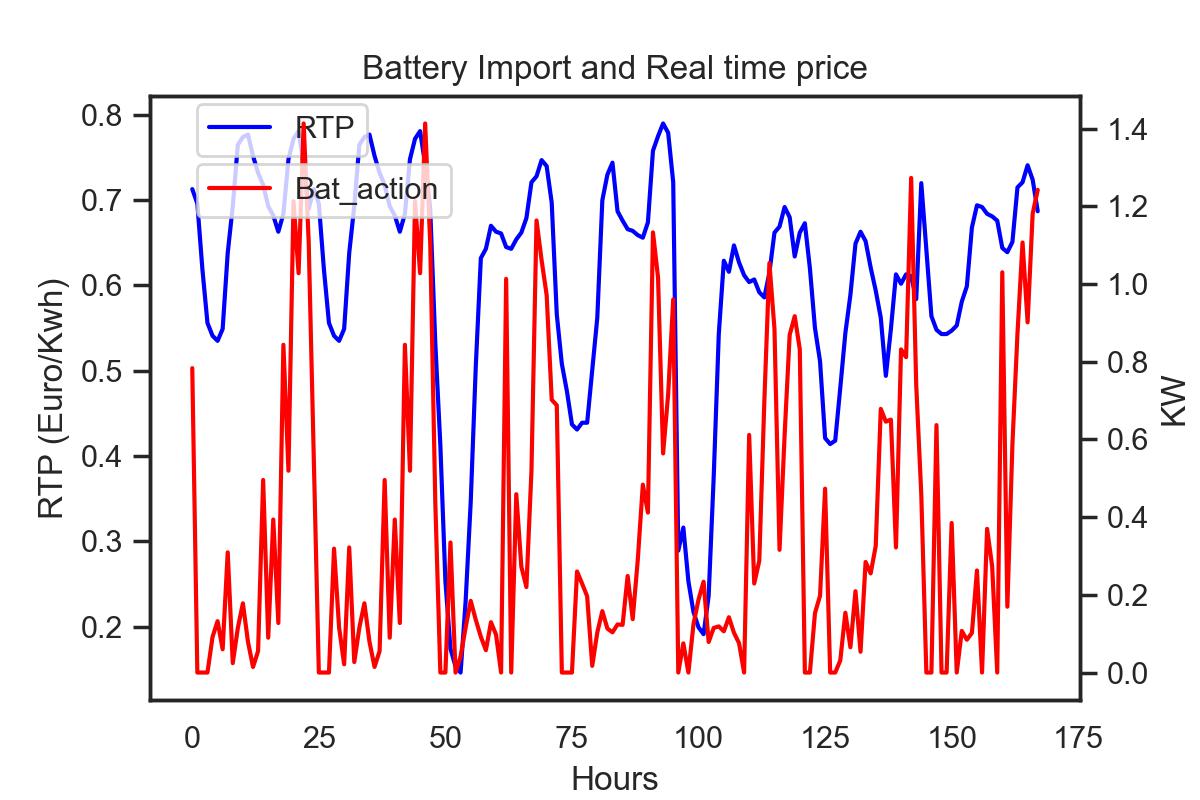 Battery Import and Real time price
RTP
Bat_action
0.8
0.7
0.6
0.5
0.4
0.3
0.2
RTP (Euro/Kwh)
1.4
1.2
1.0
0.8
0.6
0.4
0.2
0.0
KW
0 25 50 75 100 125 150 175
Hours